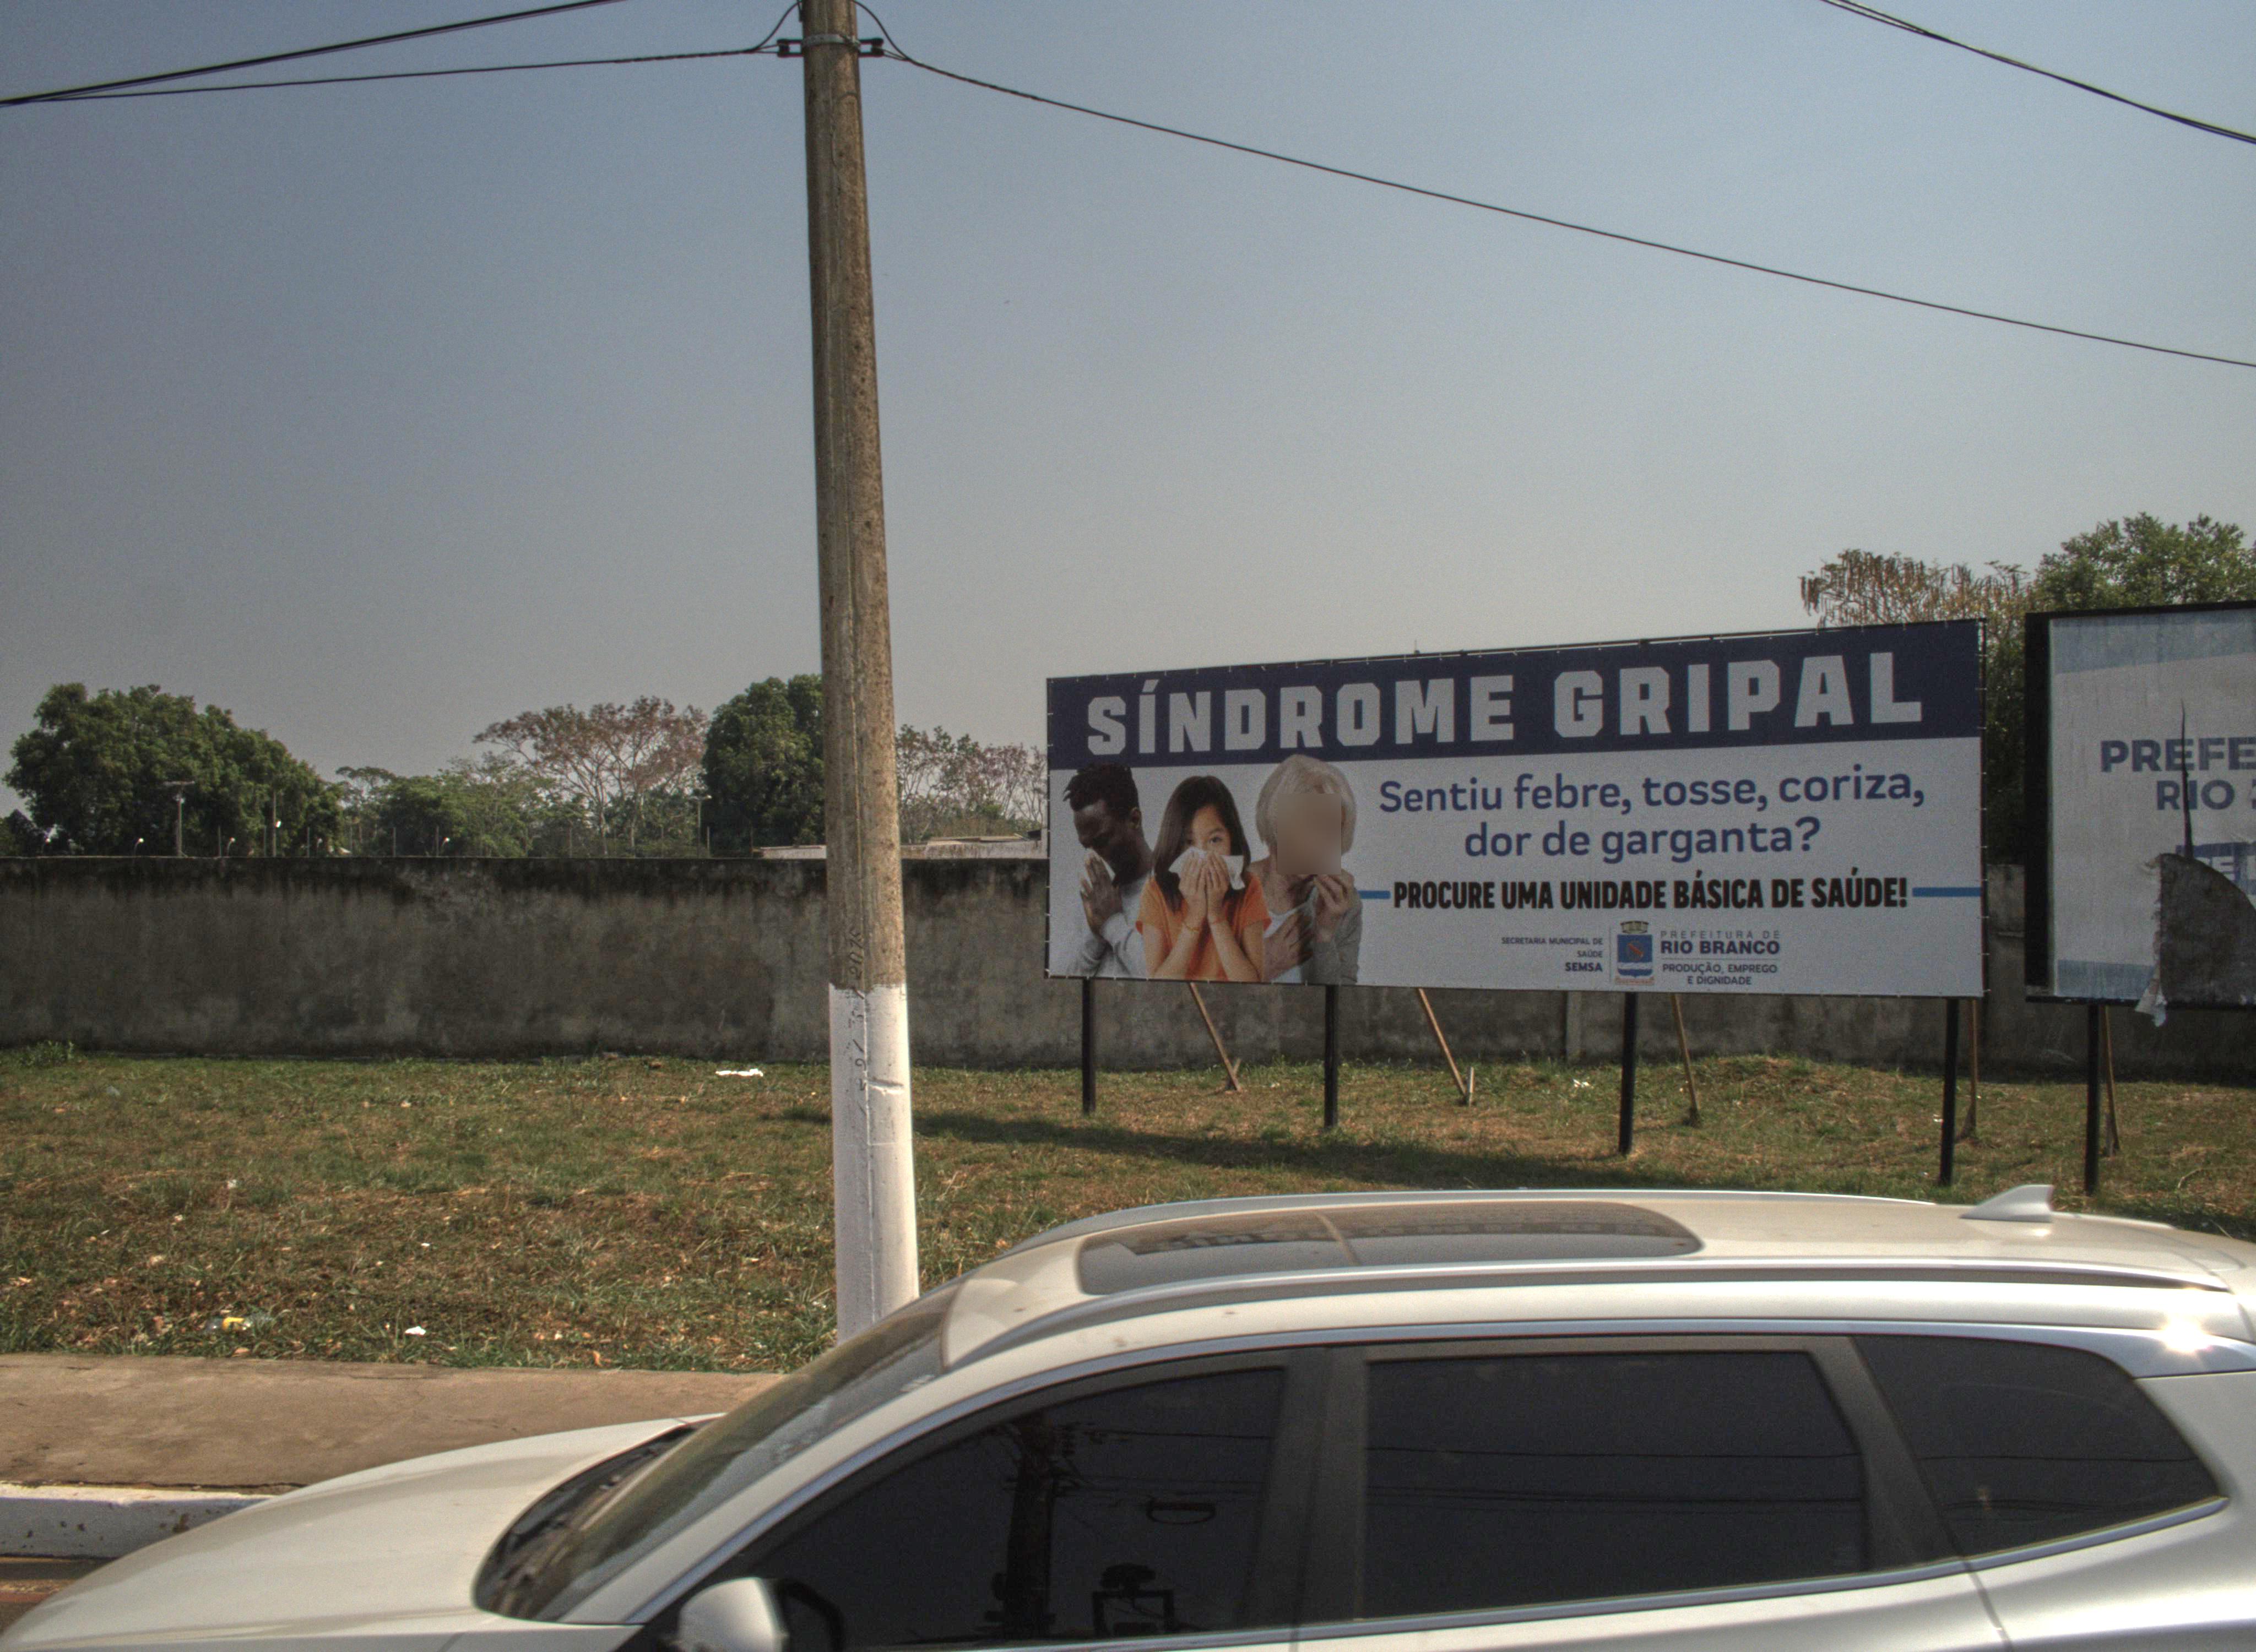 SÍNDROME GRIPAL
Sentiu febre, tosse, coriza,
dor de garganta?
PROCURE UMA UNIDADE BÁSICA DE SAÚDE!
SECRETARIA MUNICIPAL DE
SAÚDE
SEMSA
PREFEITURA DE
RIO BRANCO
PRODUÇÃO, EMPREGO
E DIGNIDADE
PREFE
RIO